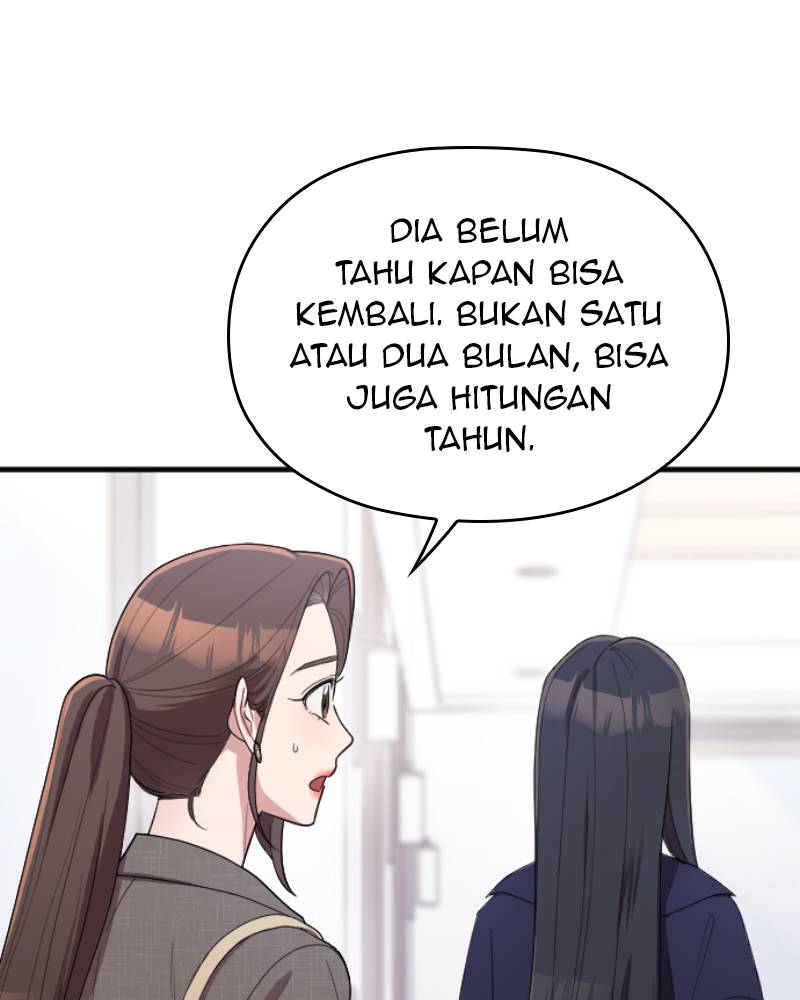 DIA BELUM
TAHU KAPAN BISA
KEMBALI. BUKAN SATU
ATAU DUA BULAN, BISA
JUGA HITUNGAN
TAHUN.